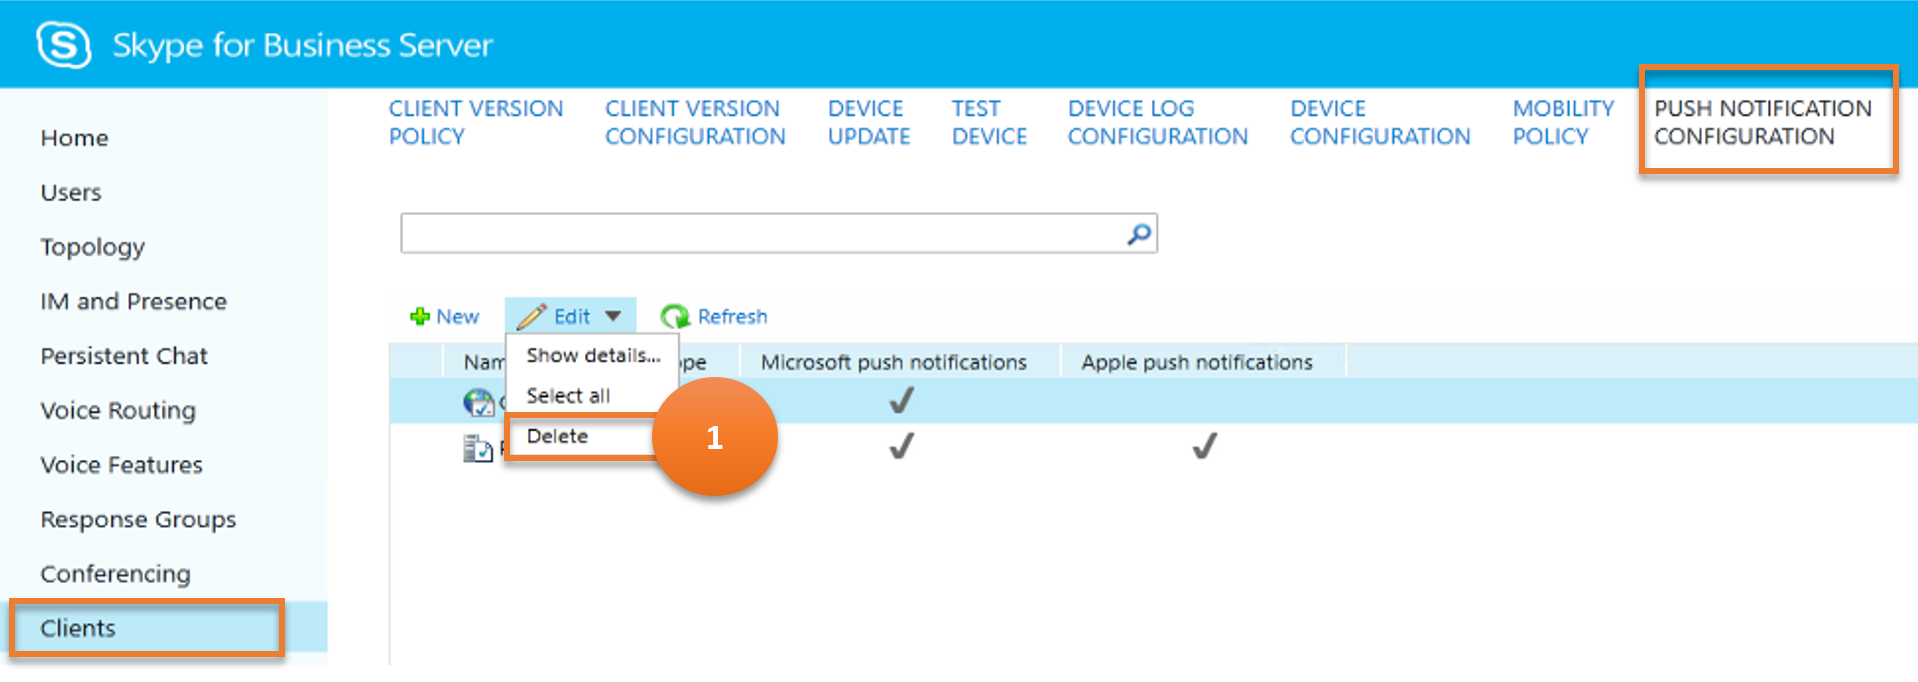 Skype for Business Server
Home
Users
Topology
IM and Presence
Persistent Chat
Voice Routing
Voice Features
Response Groups
Conferencing
Clients
CLIENT VERSION
POLICY
CLIENT VERSION
CONFIGURATION
DEVICE
UPDATE
TEST
DEVICE
DEVICE LOG
CONFIGURATION
DEVICE
CONFIGURATION
MOBILITY
POLICY
PUSH NOTIFICATION
CONFIGURATION
New Edit Refresh
Show details...
Select all
Delete
1
Microsoft push notifications Apple push notifications